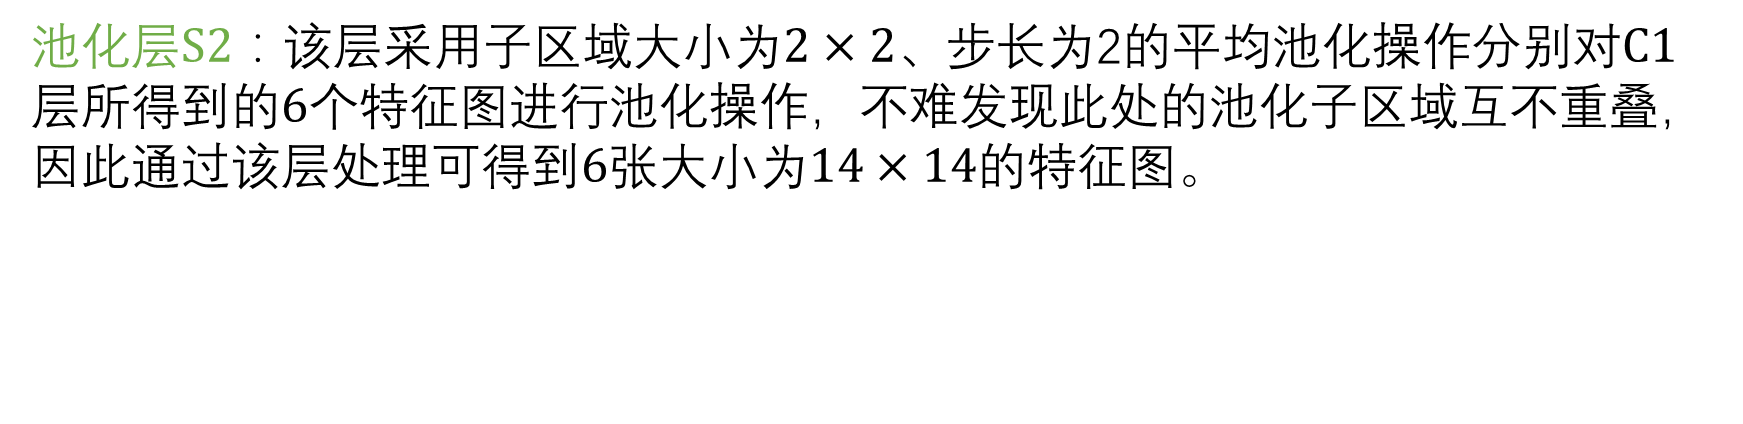 池化层S2：该层采用子区域大小为2 × 2、步长为2的平均池化操作分别对C1
层所得到的6个特征图进行池化操作，不难发现此处的池化子区域互不重叠，
因此通过该层处理可得到6张大小为14 × 14的特征图。